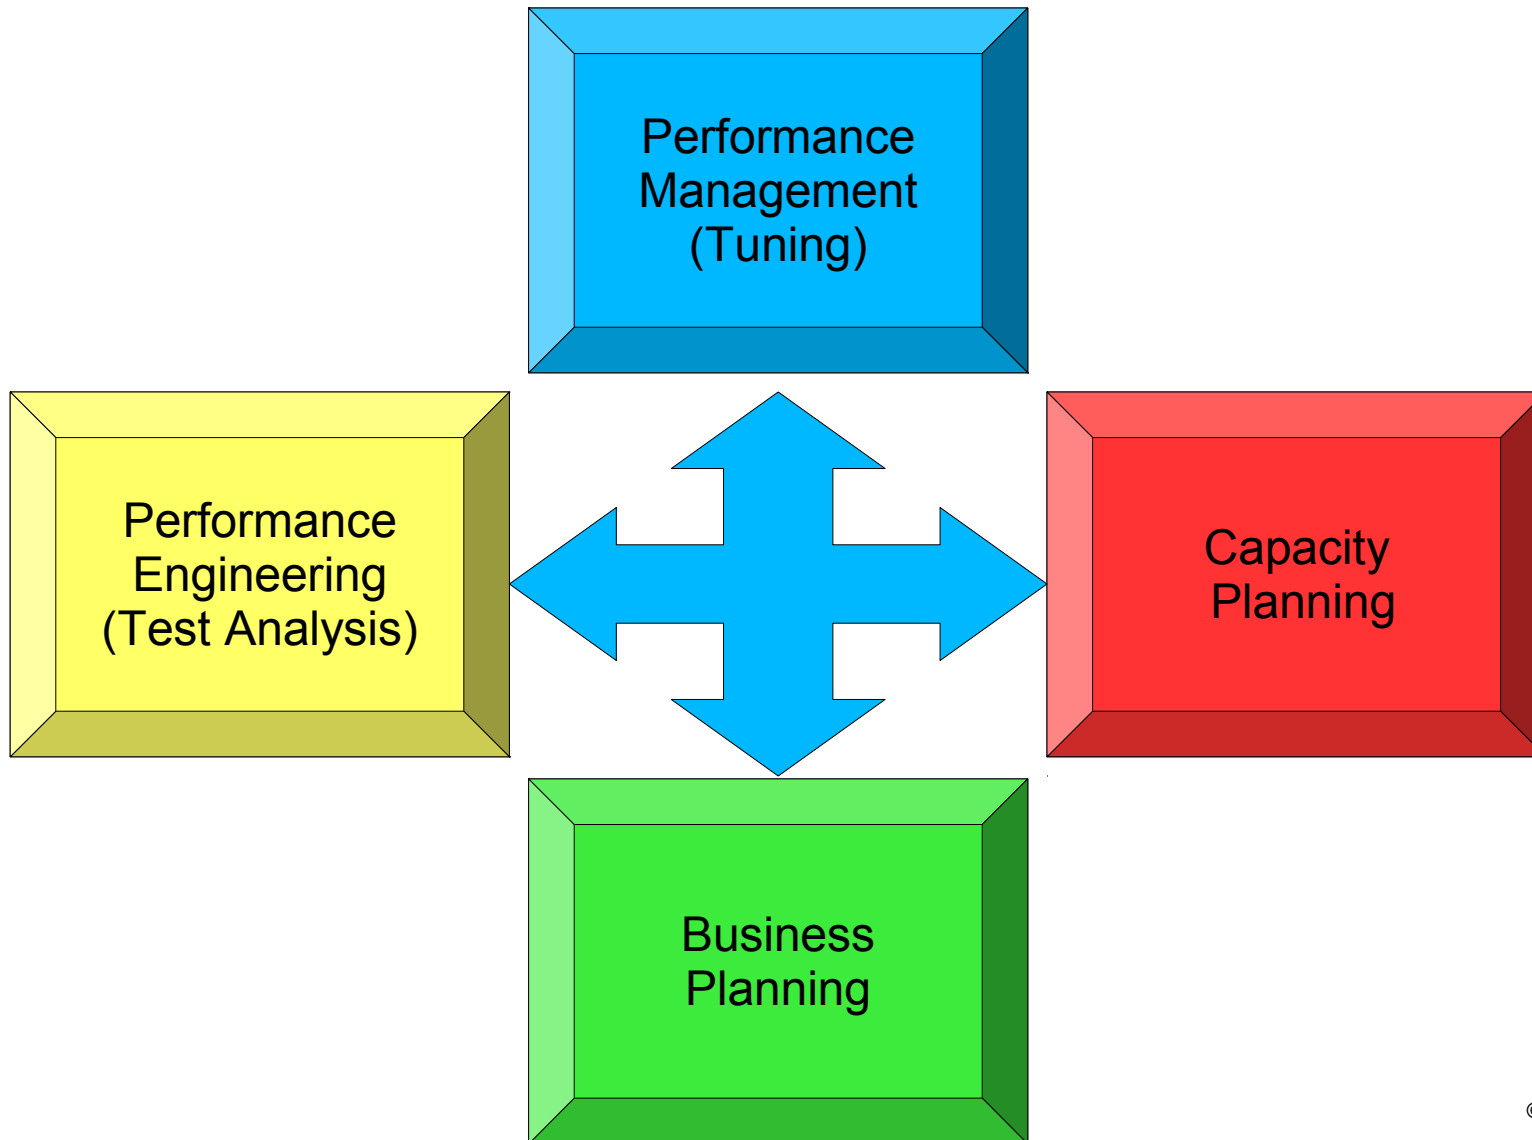 Performance
Management
(Tuning)
Performance
Engineering
(Test Analysis)
Capacity
Planning
Business
Planning
©